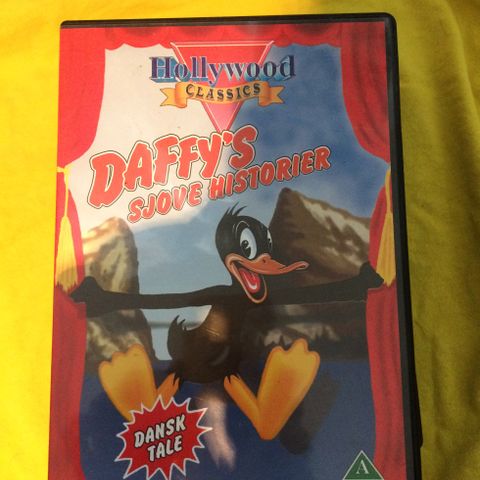 Hollywood
CLASSICS
DAFFY'S
SJOVE HISTORIER
DANSK
TALE
A